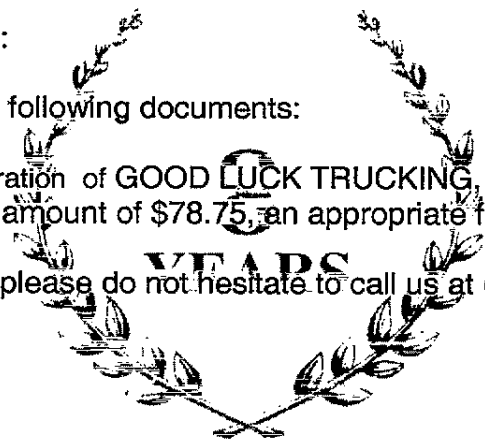 :
following documents:
ration of GOOD LUCK TRUCKING,
amount of $78.75, an appropriate f
YEARS
please do not hesitate to call us at